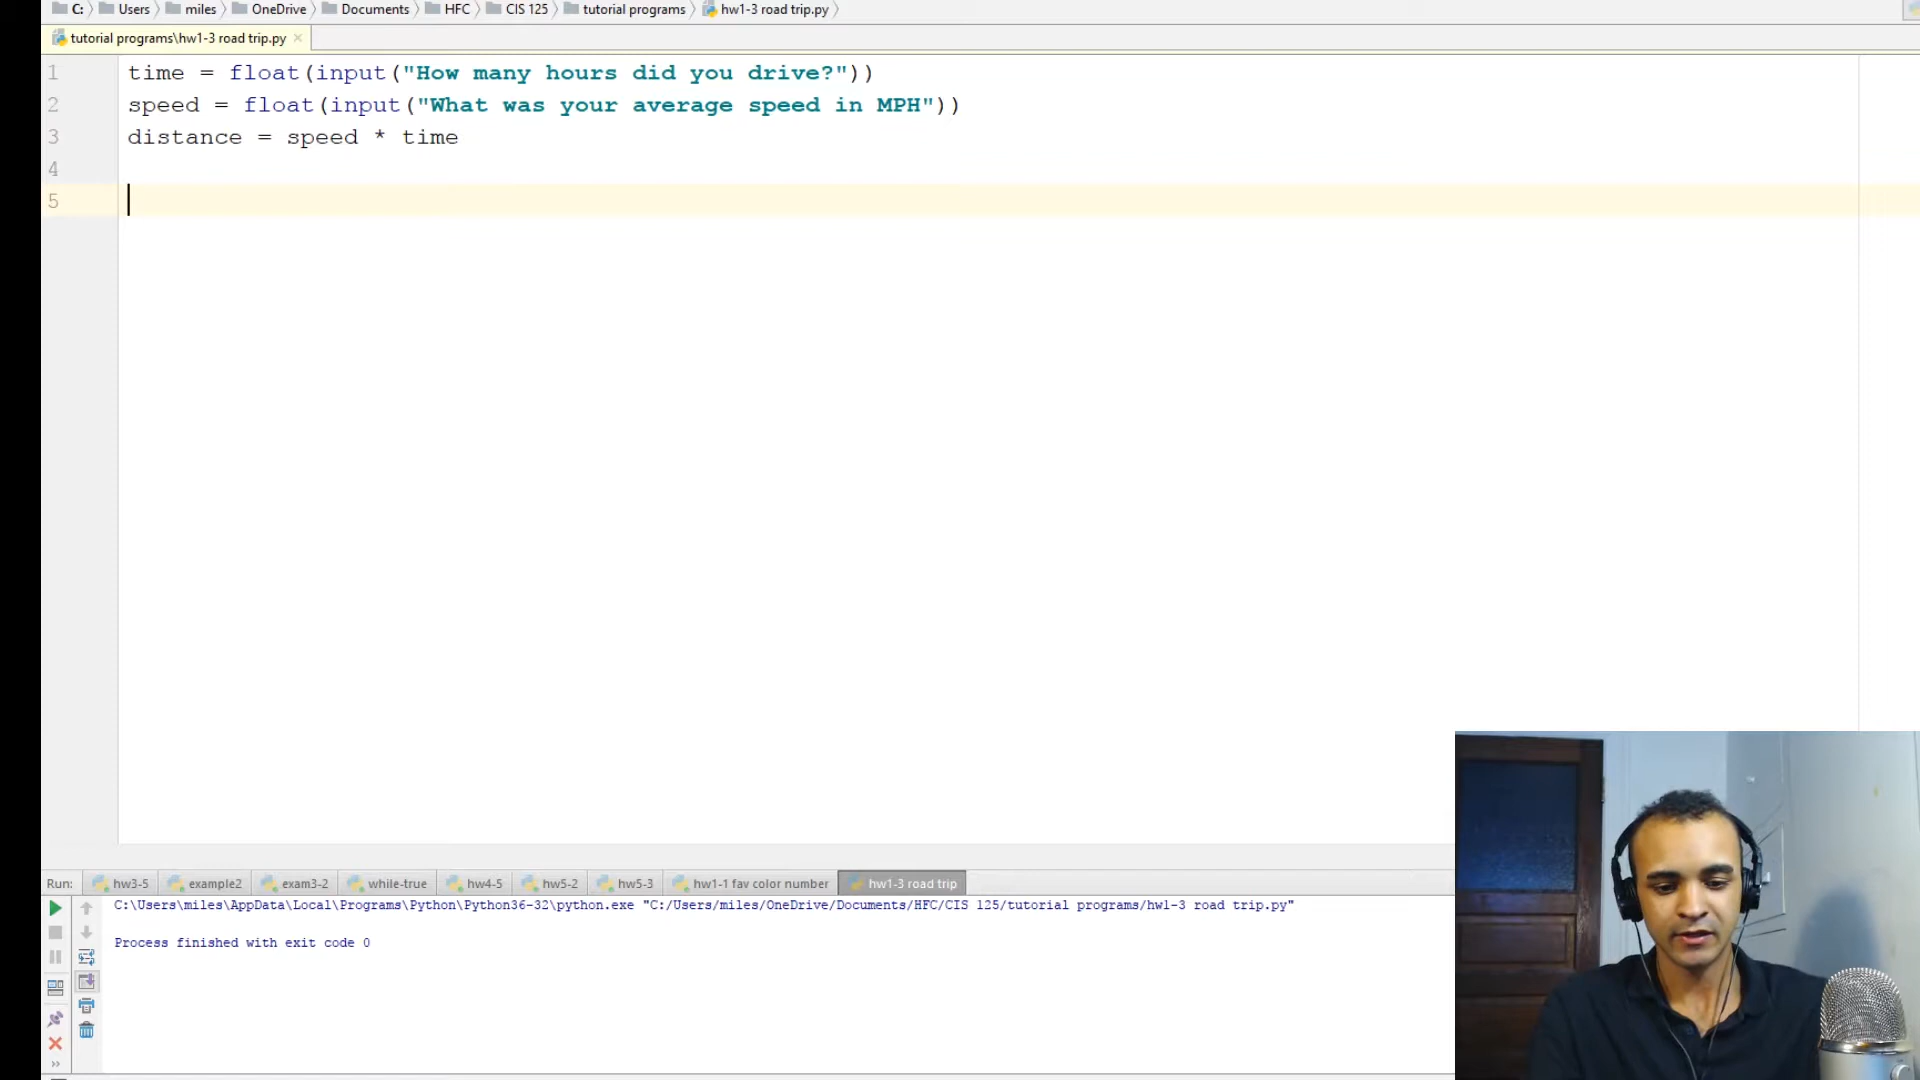 C: Users miles OneDrive Documents HFC CIS 125 tutorial programs hw1-3 road trip.py
tutorial programs\hw1-3 road trip.py
1 time = float(input("How many hours did you drive?"))
2 speed = float(input("What was your average speed in MPH"))
3 distance = speed * time
4
5
Run: hw3-5 example2 exam3-2 while-true hw4-5 hw5-2 hw5-3 hw1-1 fav color number hw1-3 road trip
C:\Users\miles\AppData\Local\Programs\Python\Python36-32\python.exe "C:/Users/miles/OneDrive/Documents/HFC/CIS 125/tutorial programs/hw1-3 road trip.py"
Process finished with exit code 0